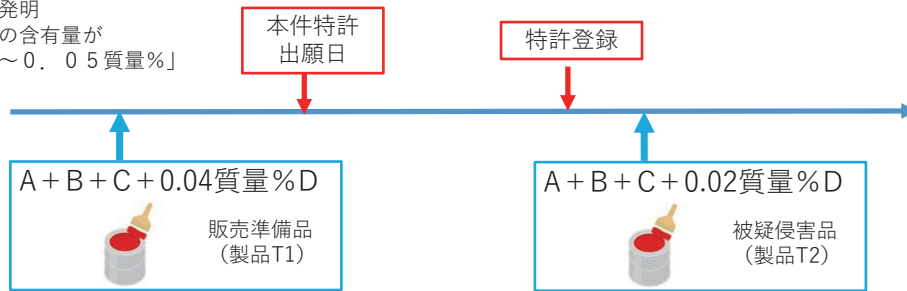 発明
の含有量が
～０．０５質量%」
本件特許
出願日
特許登録
A＋B＋C＋0.04質量%D
販売準備品
（製品T1）
A＋B＋C＋0.02質量%D
被疑侵害品
（製品T2）